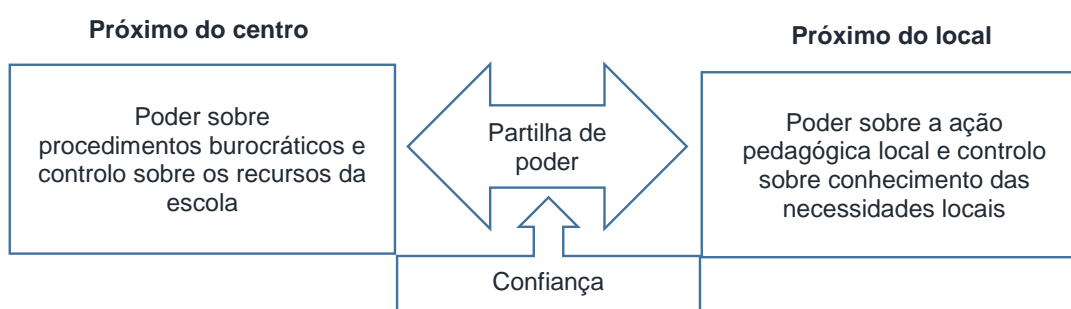 Próximo do centro
Poder sobre
procedimentos burocráticos e
controlo sobre os recursos da
escola
Partilha de
poder
Confiança
Próximo do local
Poder sobre a ação
pedagógica local e controlo
sobre conhecimento das
necessidades locais